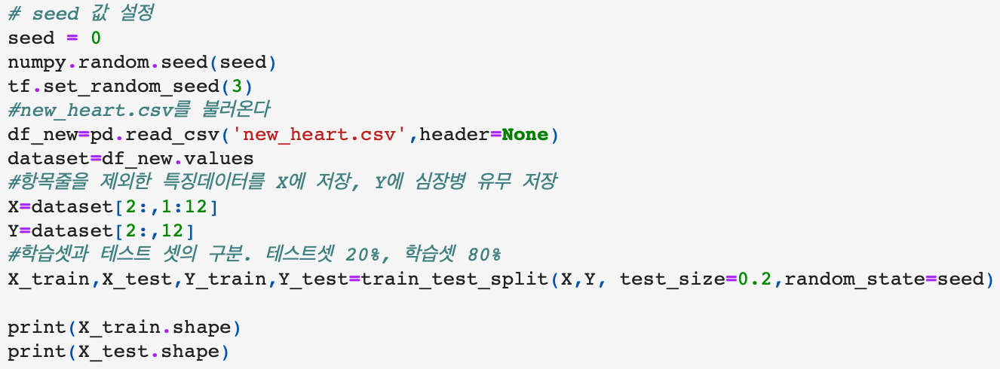 # seed 값 설정
seed = 0
numpy.random.seed(seed)
tf.set_random_seed(3)
#new_heart.csv를 불러온다
df_new=pd.read_csv('new_heart.csv',header=None)
dataset=df_new.values
#항목줄을 제외한 특징데이터를 X에 저장, Y에 심장병 유무 저장
X=dataset[2:,1:12]
Y=dataset[2:,12]
#학습셋과 테스트 셋의 구분. 테스트셋 20%, 학습셋 80%
X_train,X_test,Y_train,Y_test=train_test_split(X,Y, test_size=0.2,random_state=seed)
print(X_train.shape)
print(X_test.shape)